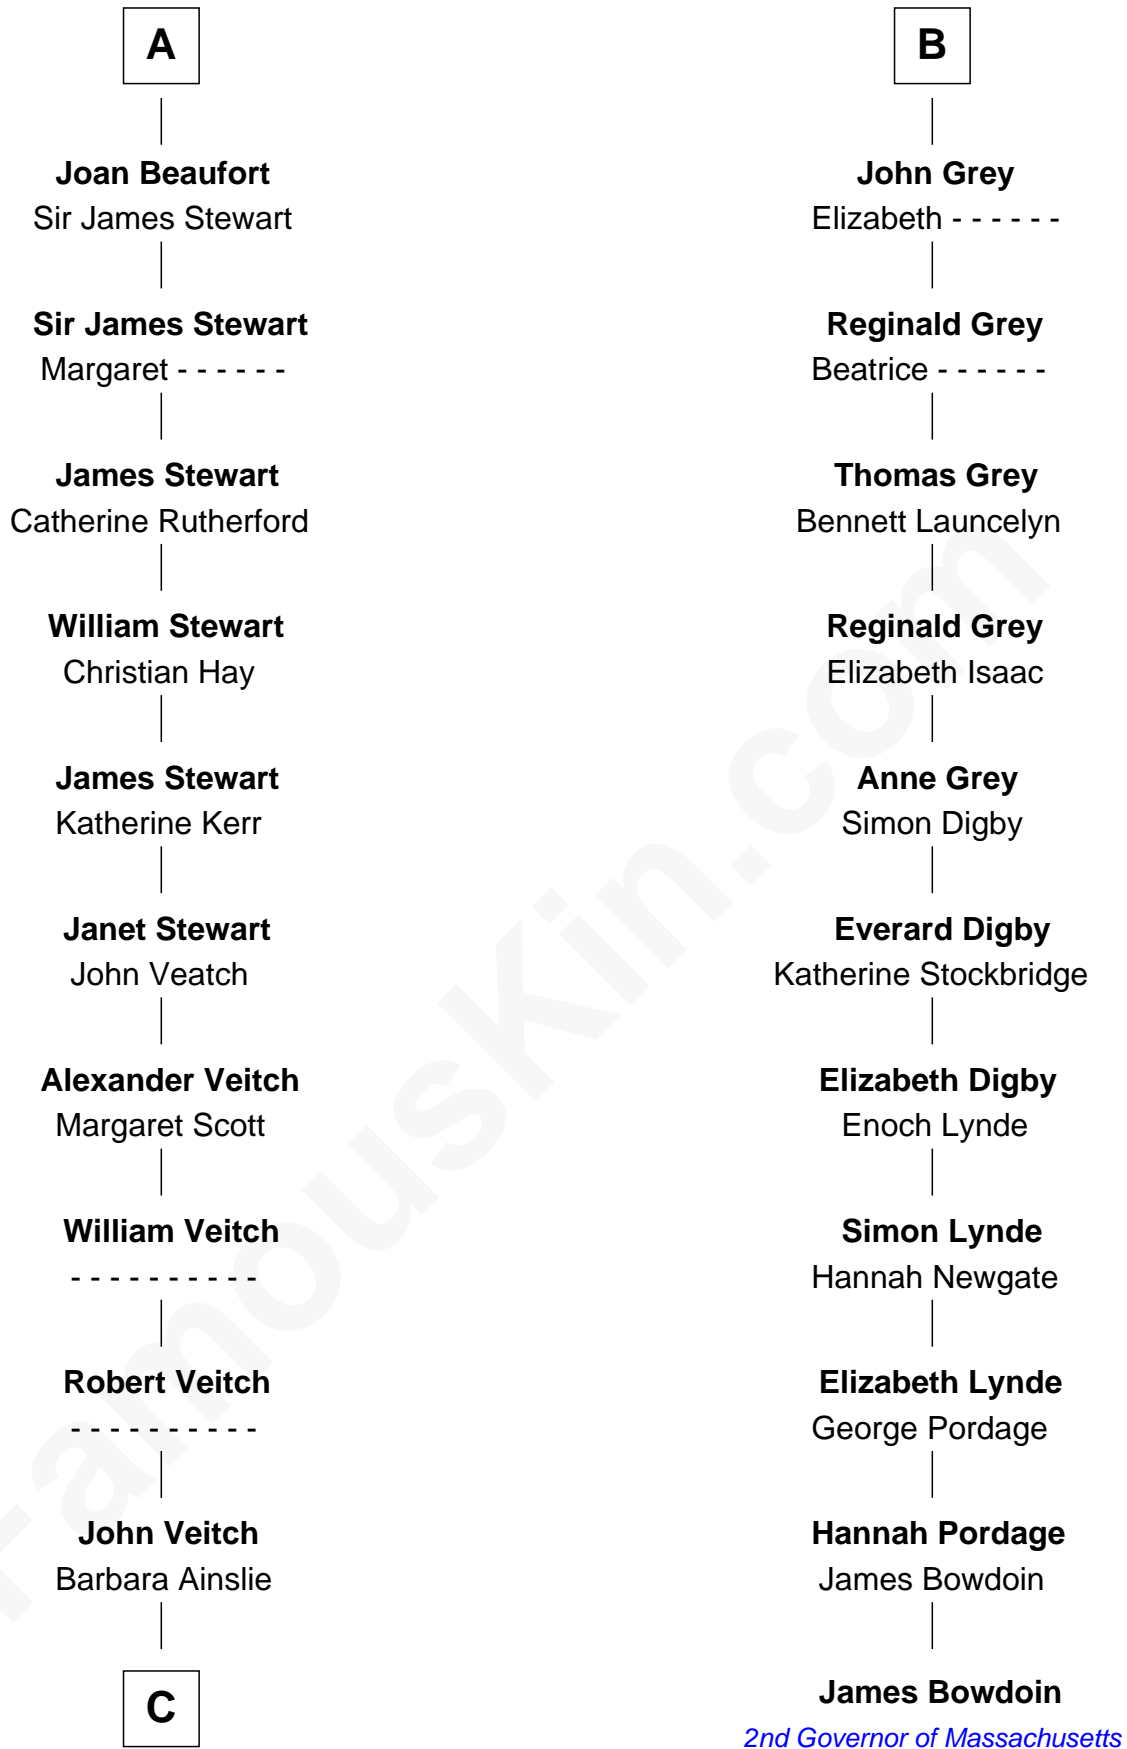 A
Joan Beaufort
Sir James Stewart
Sir James Stewart
Margaret - - - - - -
James Stewart
Catherine Rutherford
William Stewart
Christian Hay
James Stewart
Katherine Kerr
Janet Stewart
John Veatch
Alexander Veitch
Margaret Scott
William Veitch
- - - - - - - - - -
Robert Veitch
- - - - - - - - - -
John Veitch
Barbara Ainslie
C
B
John Grey
Elizabeth - - - - - -
Reginald Grey
Beatrice - - - - - -
Thomas Grey
Bennett Launcelyn
Reginald Grey
Elizabeth Isaac
Anne Grey
Simon Digby
Everard Digby
Katherine Stockbridge
Elizabeth Digby
Enoch Lynde
Simon Lynde
Hannah Newgate
Elizabeth Lynde
George Pordage
Hannah Pordage
James Bowdoin
James Bowdoin
2nd Governor of Massachusetts
FamousKin.com